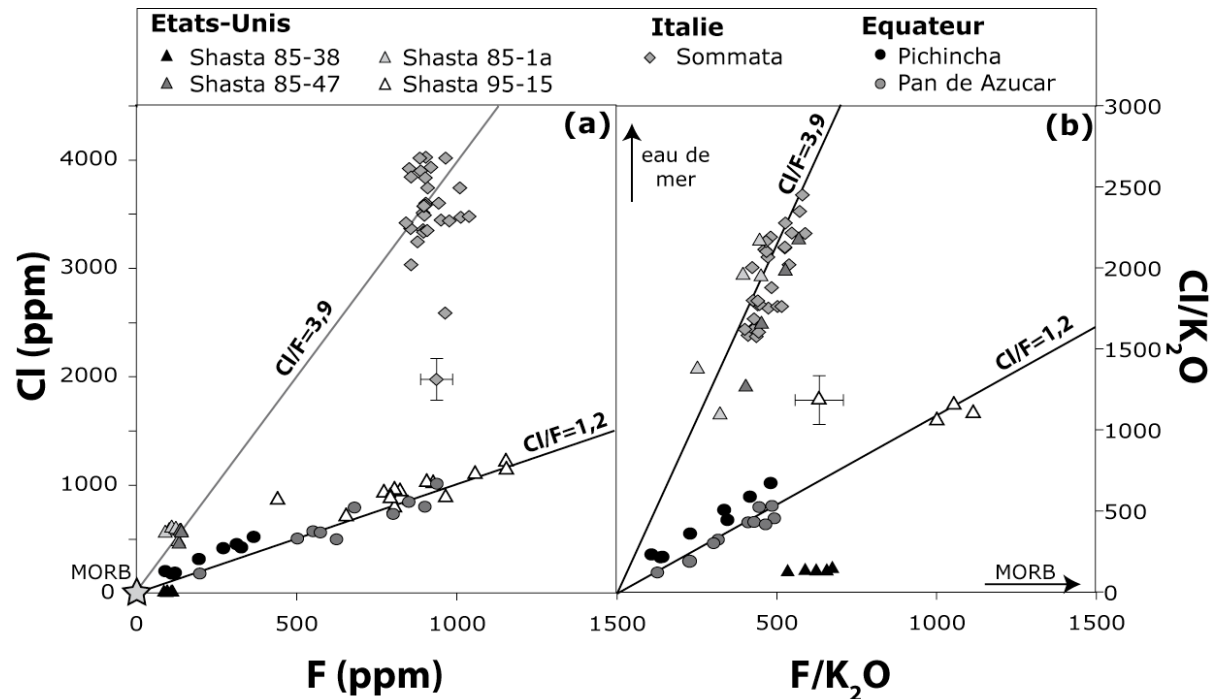 Etats-Unis Italie Equateur
Shasta 85-38 Shasta 85-1a Sommata Pichincha
Shasta 85-47 Shasta 95-15 Pan de Azucar
(a)
4000
3000
2000
1000
0
Cl (ppm)
Cl/F=3,9
Cl/F=1,2
MORB
0 500 1000 1500
F (ppm)
(b)
eau de
mer
Cl/F=3,9
Cl/F=1,2
MORB
3000
2500
2000
1500
1000
500
0
Cl/K₂O
500 1000 1500
F/K₂O